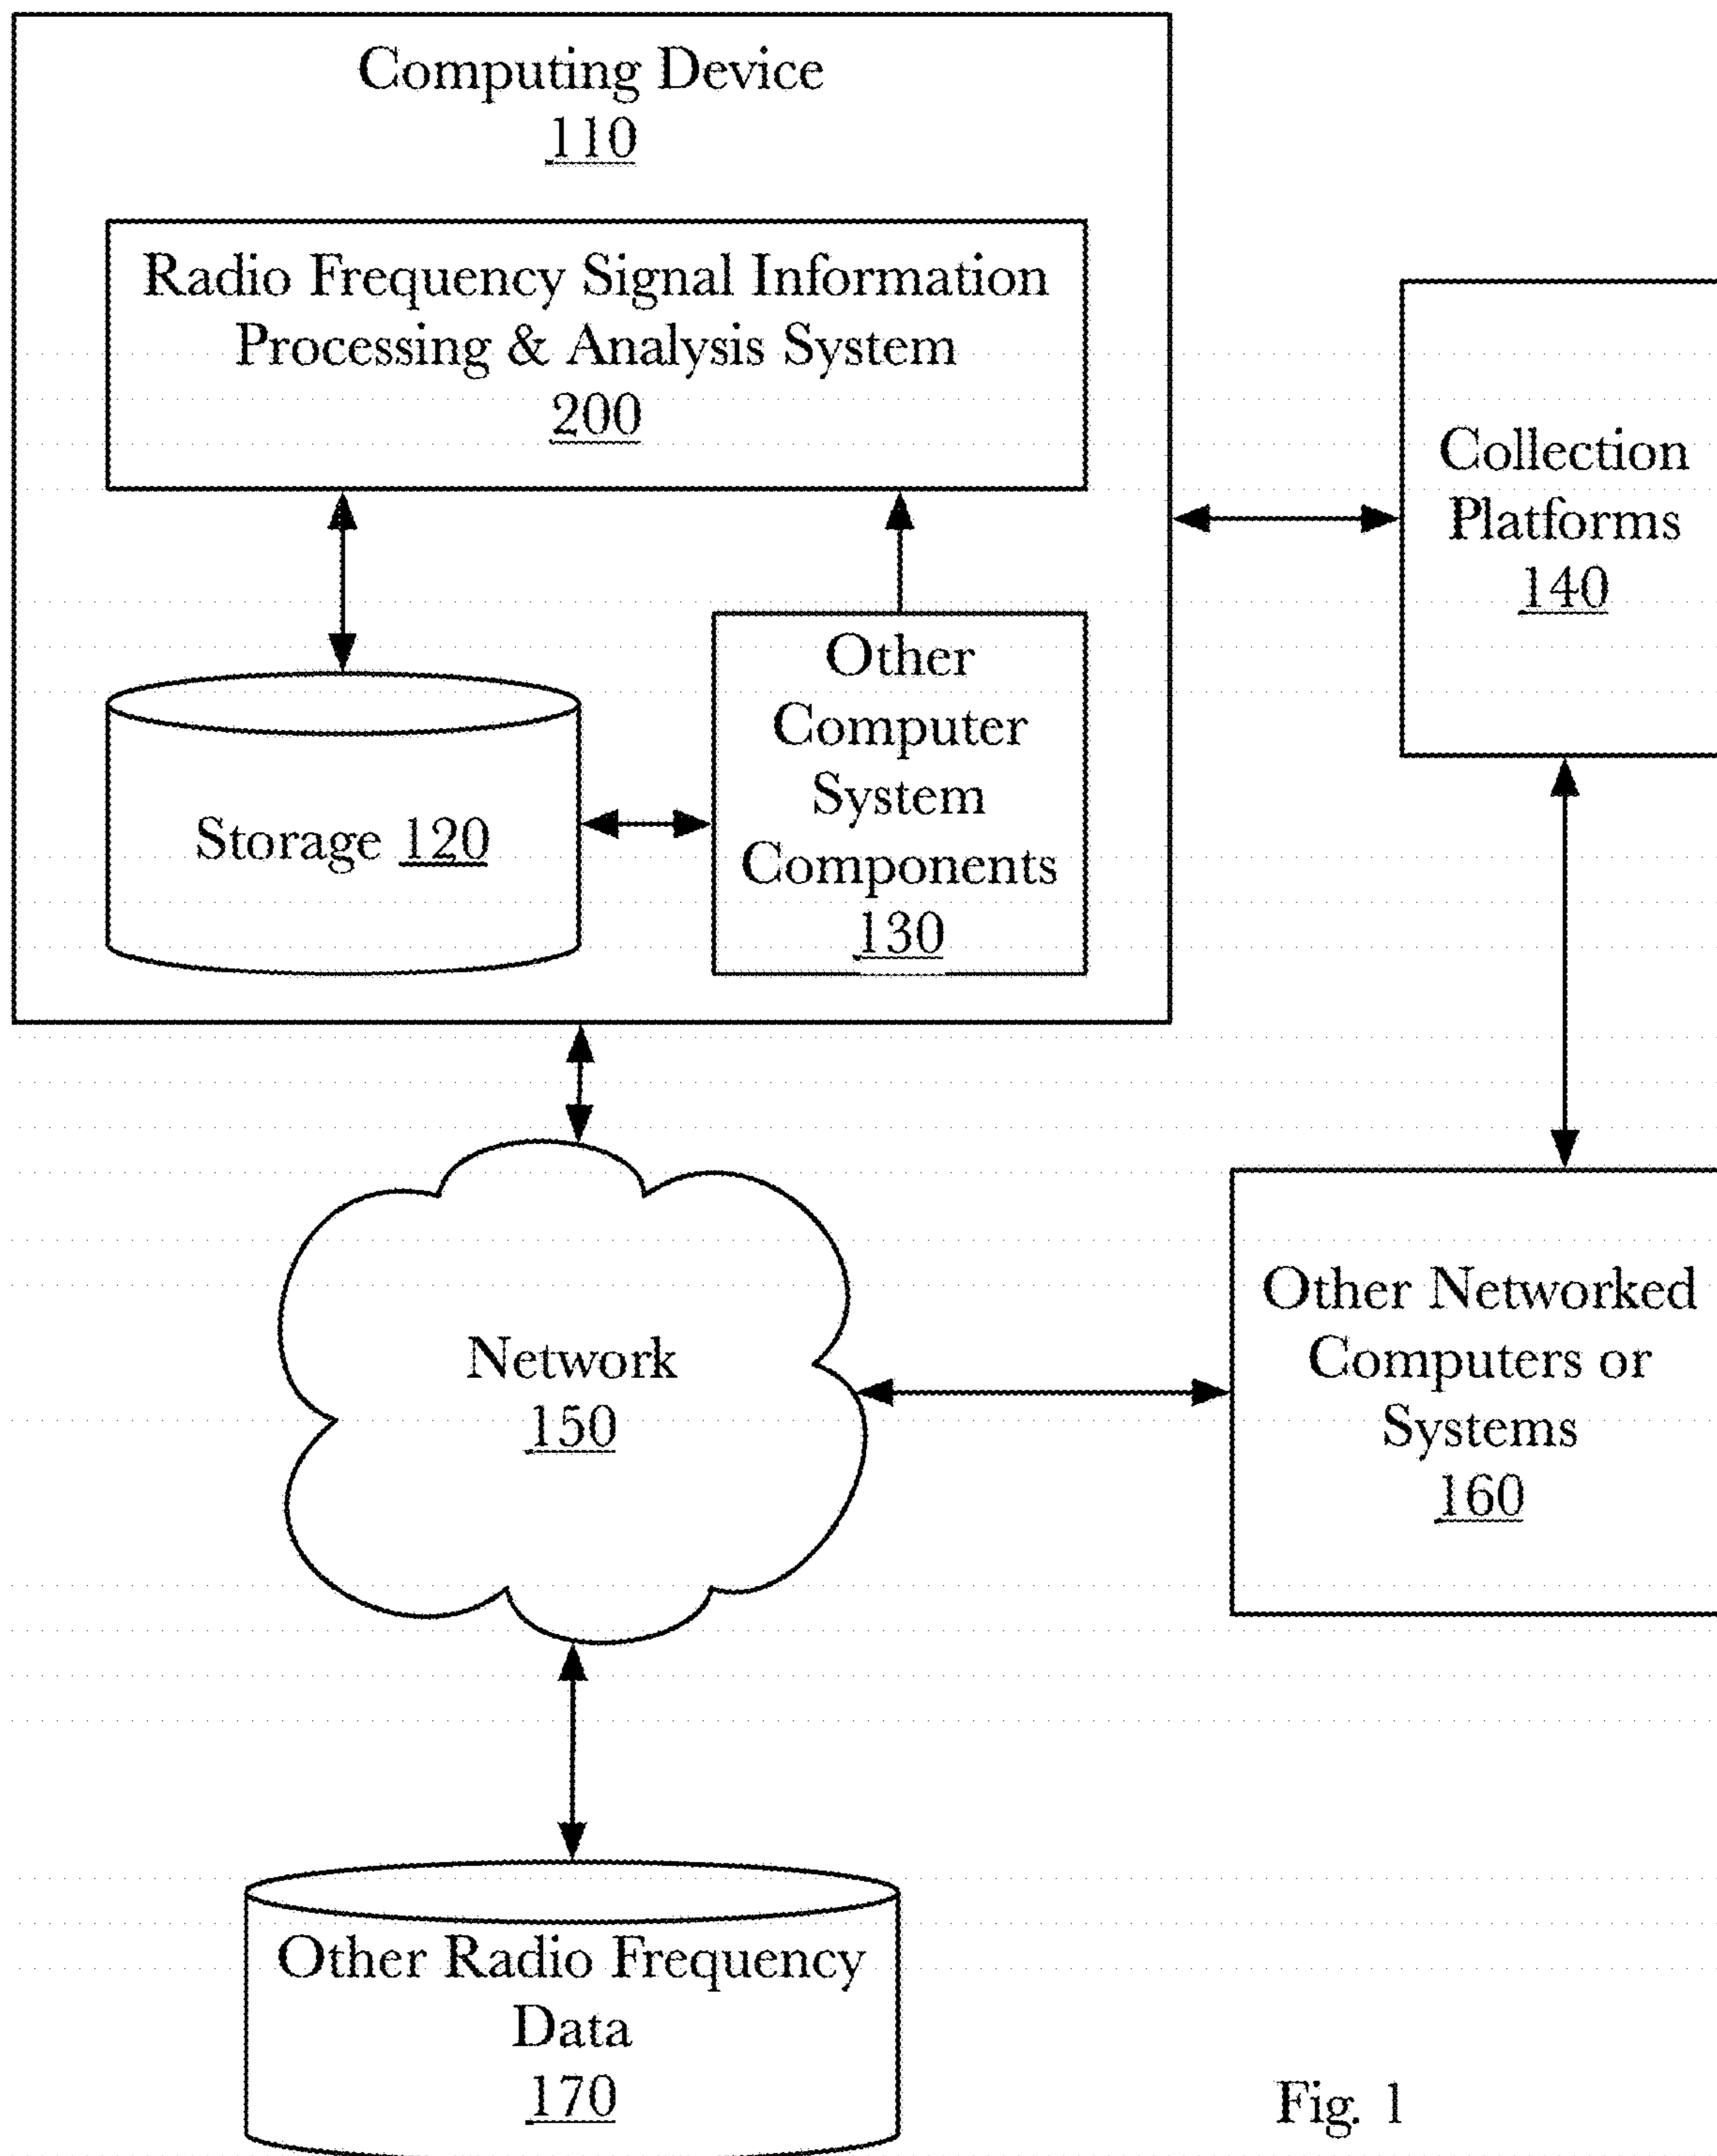 Computing Device
110
Radio Frequency Signal Information
Processing & Analysis System
200
Collection
Platforms
140
Other
Computer
System
Components
130
Storage 120
Network
150
Other Networked
Computers or
Systems
160
Other Radio Frequency
Data
170
Fig. 1